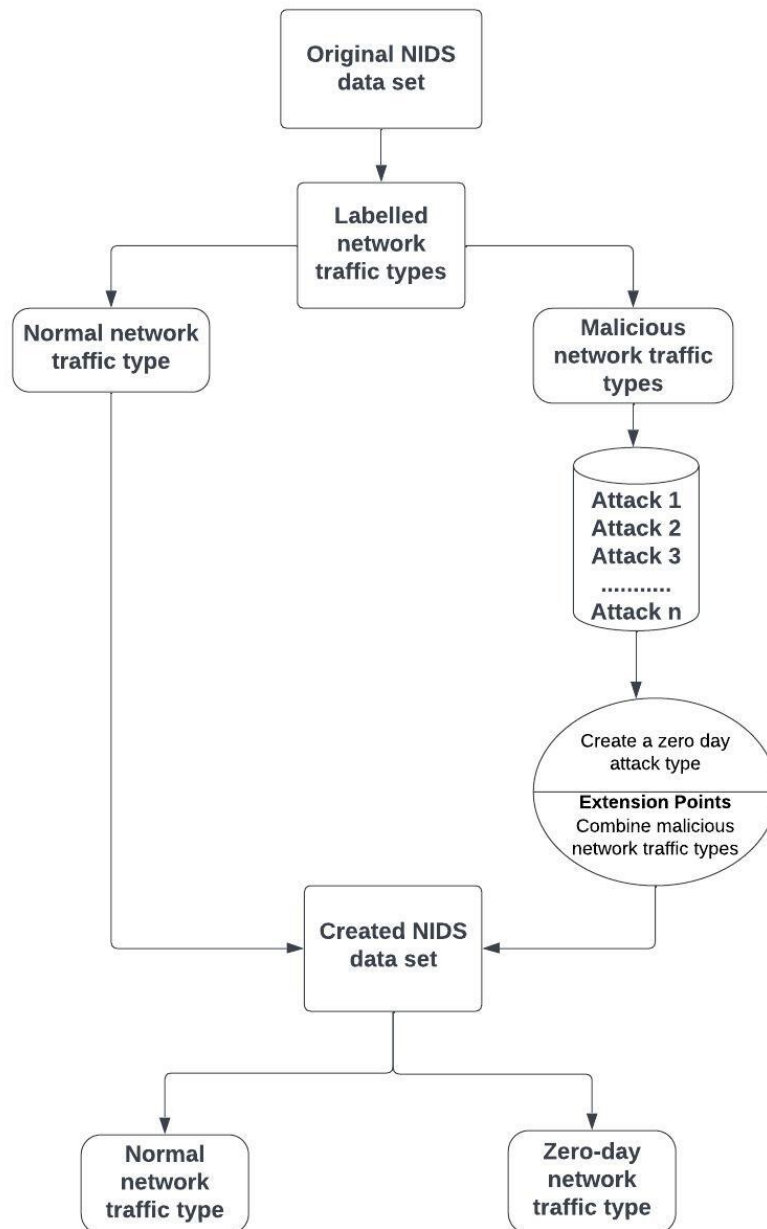 Original NIDS
data set
Labelled
network
traffic types
Normal network
traffic type
Malicious
network traffic
types
Attack 1
Attack 2
Attack 3
...........
Attack n
Create a zero day
attack type
Extension Points
Combine malicious
network traffic types
Created NIDS
data set
Normal
network
traffic type
Zero-day
network
traffic type